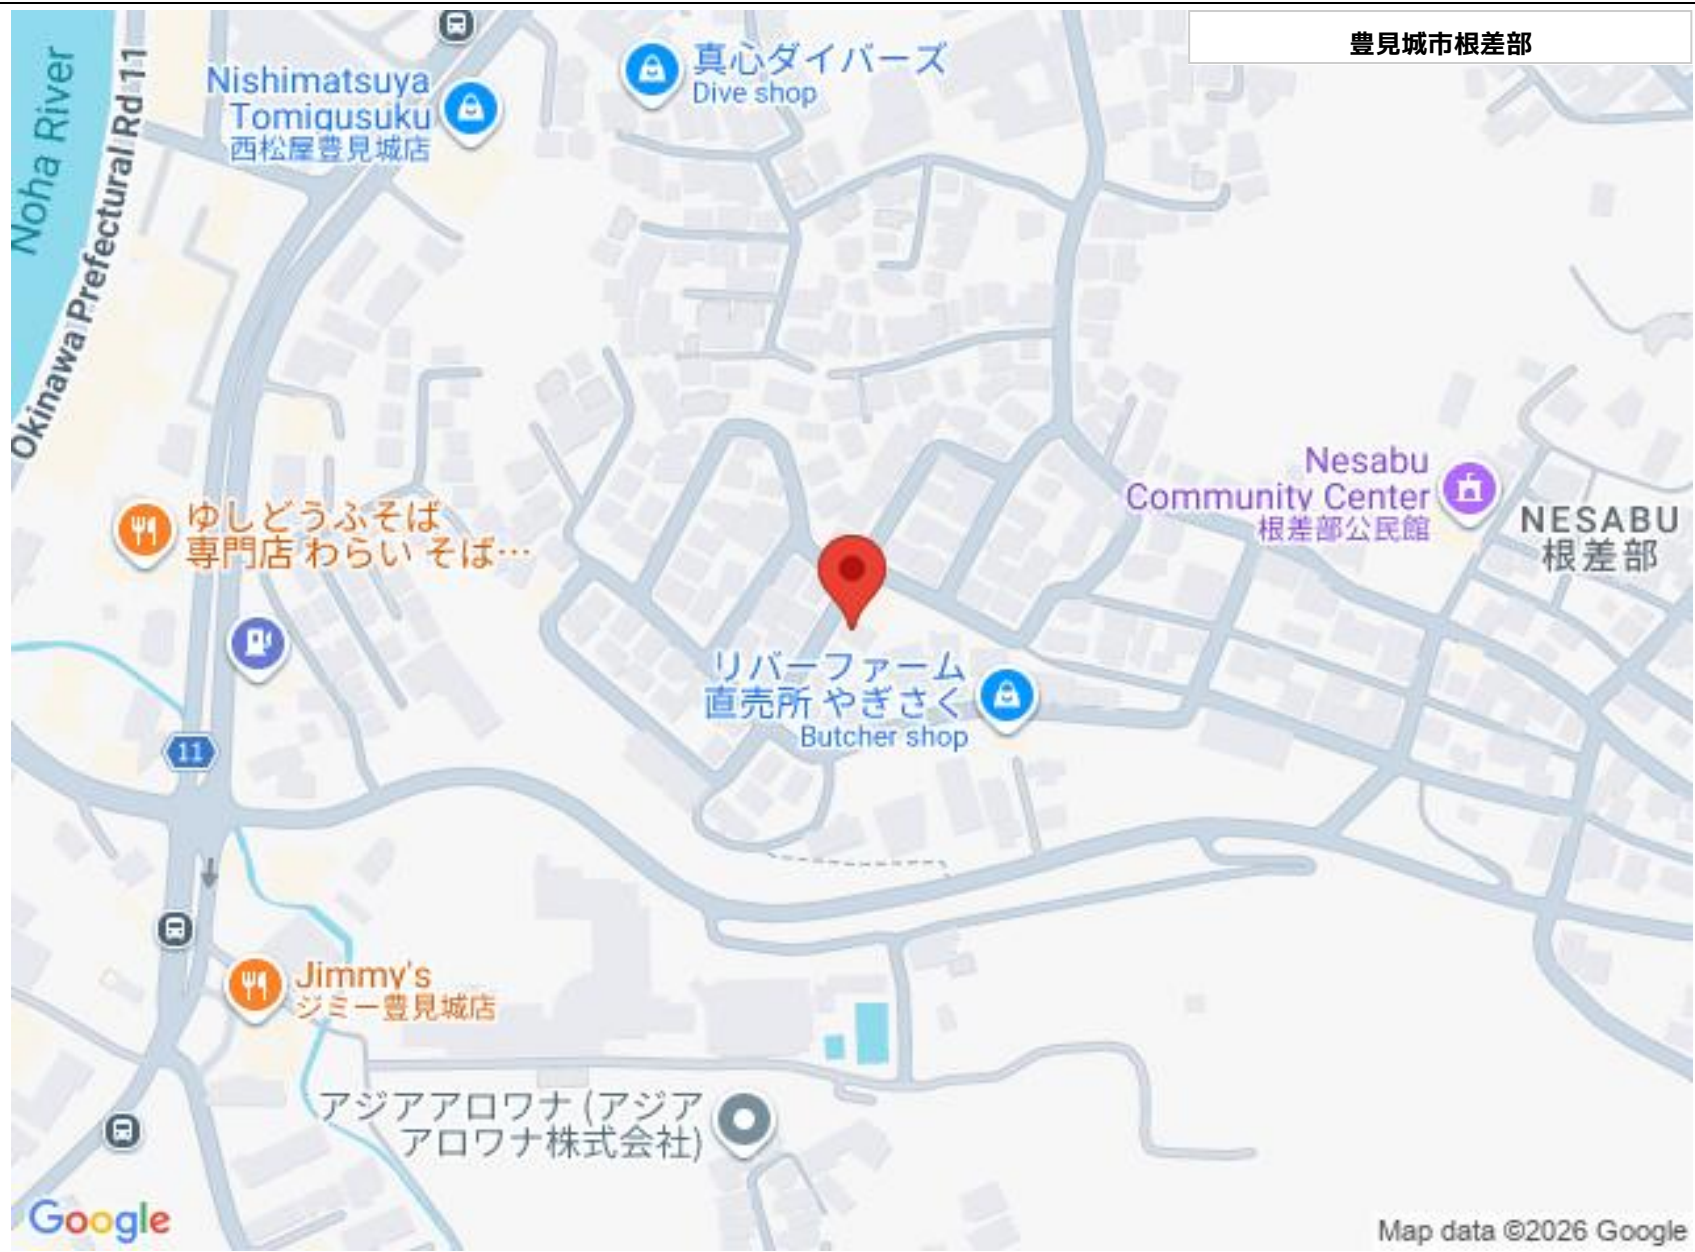 豊見城市根差部
Noha River
Okinawa Prefectural Rd 11
Nishimatsuya
Tomigusuku
西松屋豊見城店
真心ダイバーズ
Dive shop
Nesabu
Community Center
根差部公民館
NESABU
根差部
ゆしどうふそば
専門店 わらい そば…
リバーファーム
直売所 やぎさく
Butcher shop
11
Jimmy's
ジミー豊見城店
アジアアロワナ (アジア
アロワナ株式会社)
Google
Map data ©2026 Google